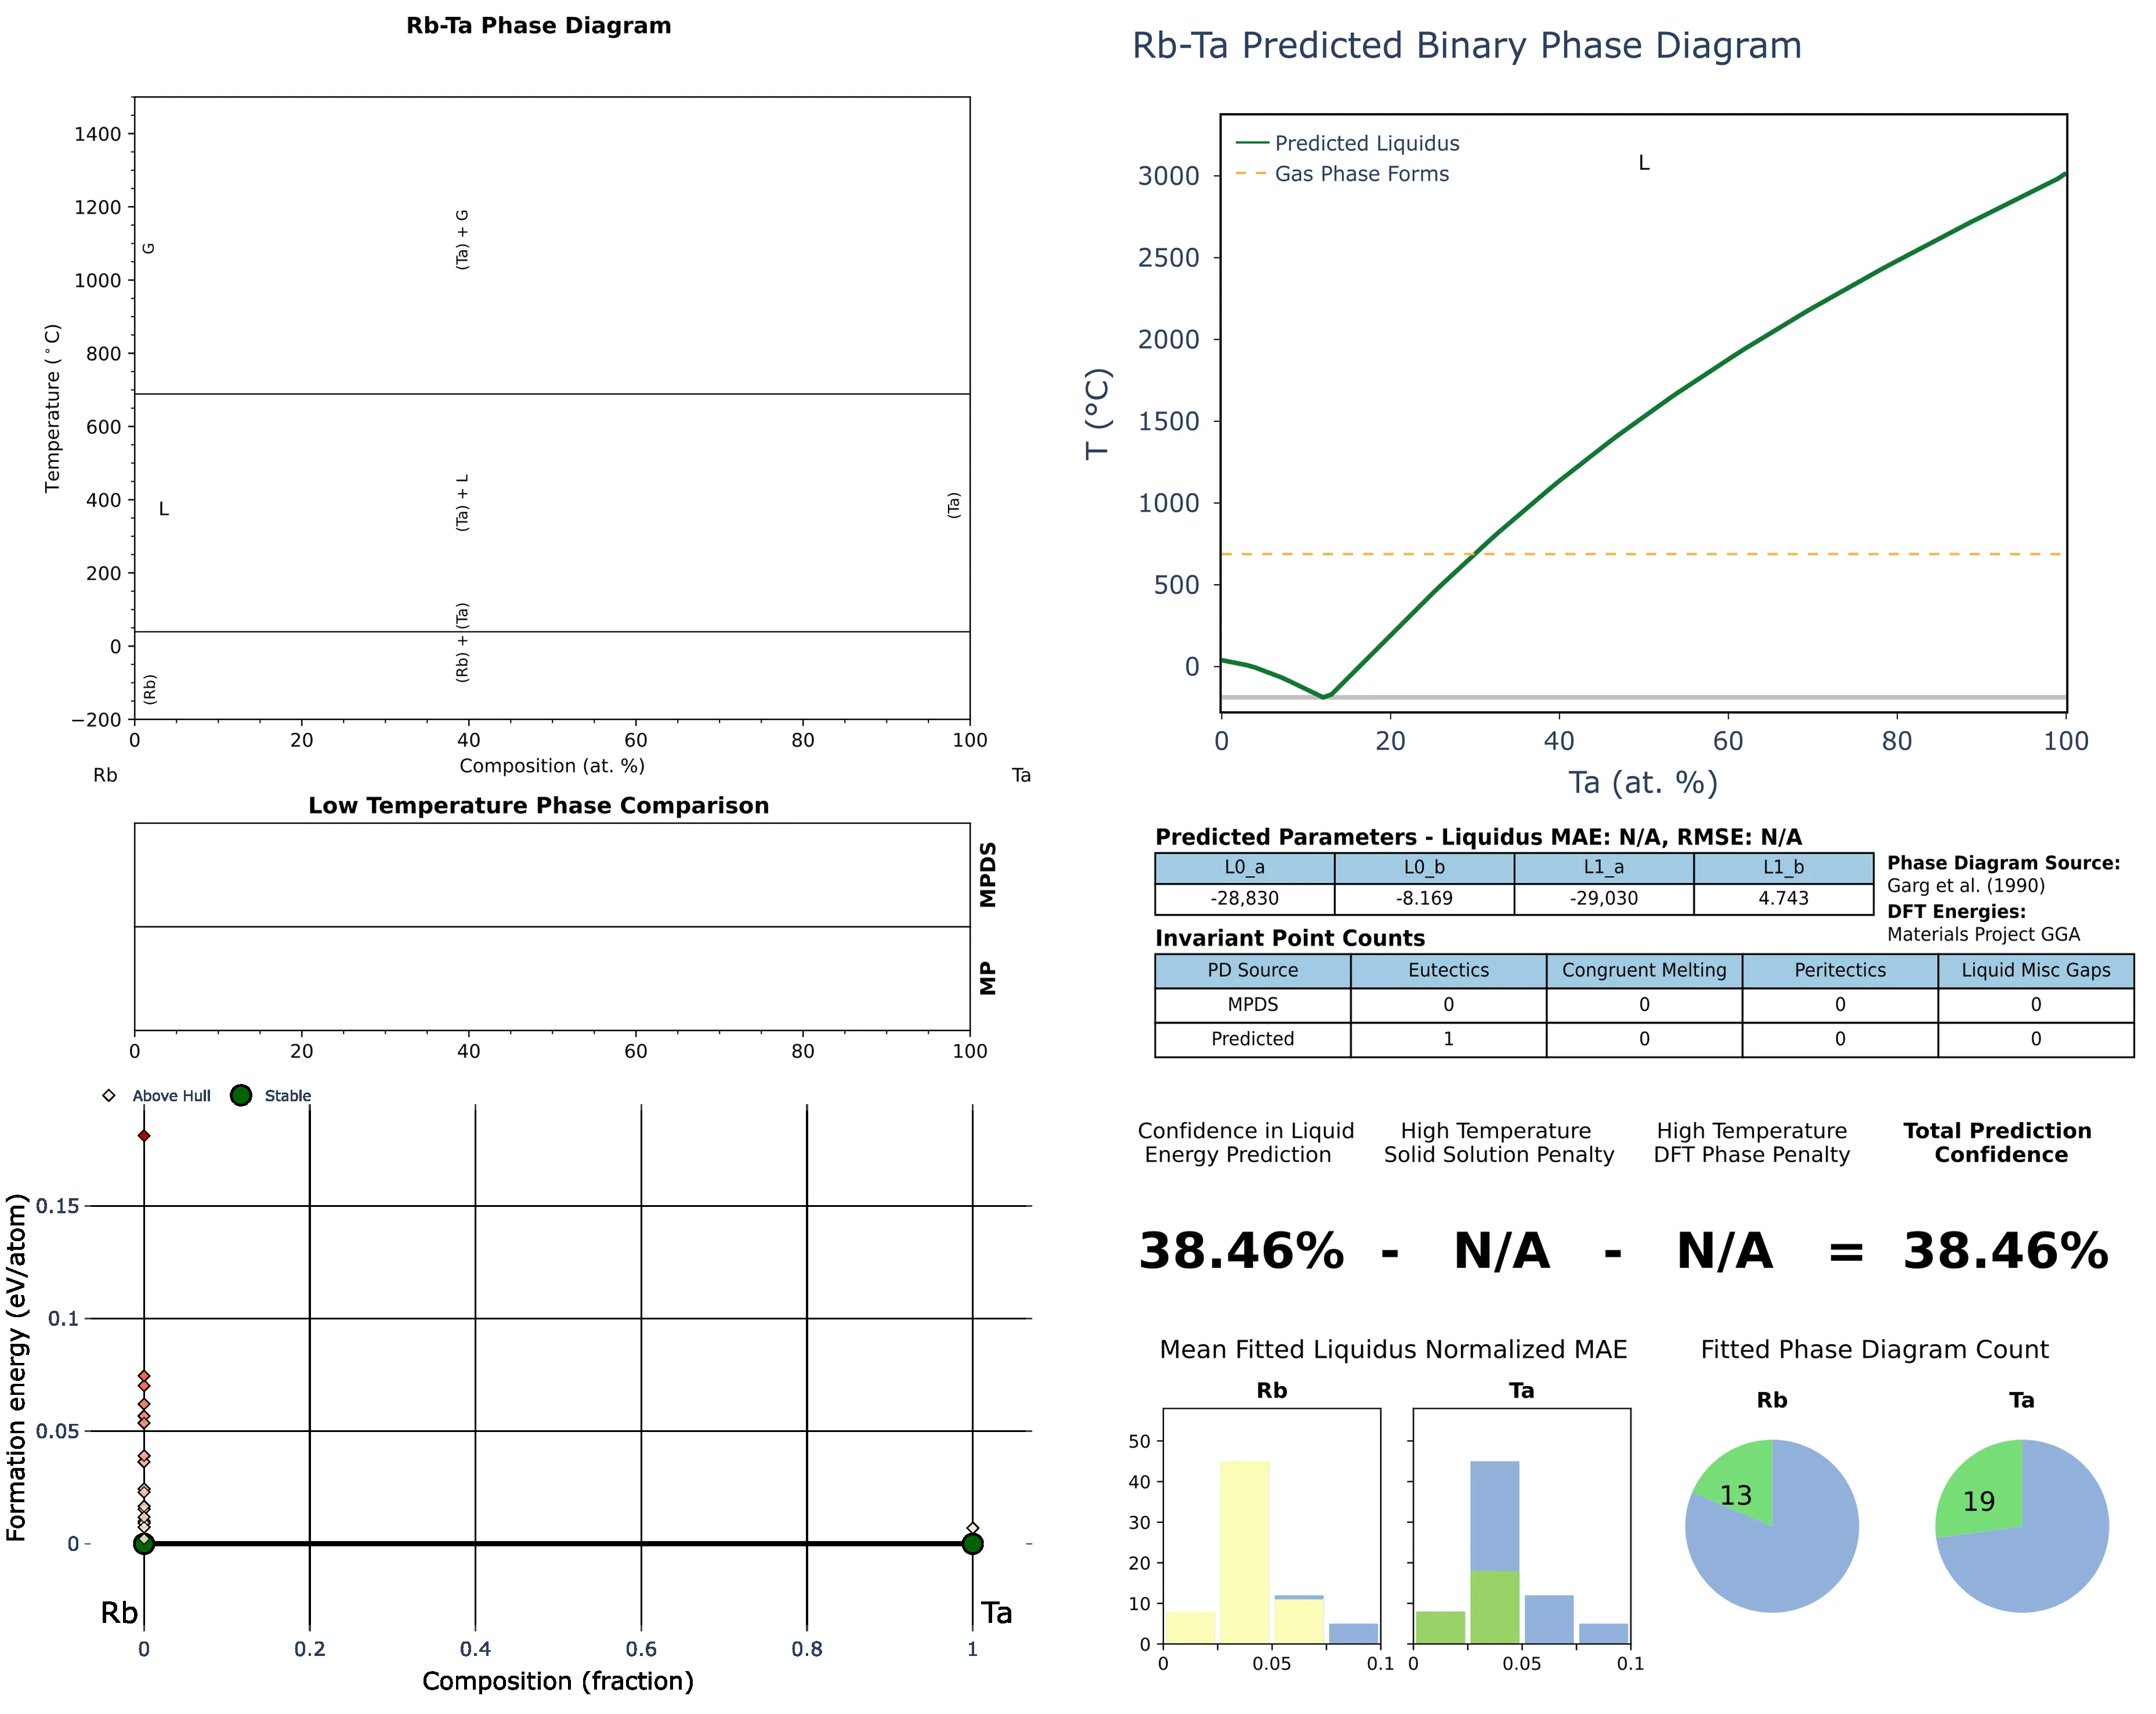 Rb-Ta Phase Diagram
1400
1200
1000
800
600
400
200
0
−200
Temperature (°C)
G
(Ta) + G
L
(Ta) + L
(Ta)
(Rb) + (Ta)
(Rb)
0 20 40 60 80 100
Composition (at. %)
Rb Ta
Low Temperature Phase Comparison
MPDS
MP
0 20 40 60 80 100
Above Hull Stable
0.15
0.1
0.05
0
Formation energy (eV/atom)
Rb Ta
0 0.2 0.4 0.6 0.8 1
Composition (fraction)
Rb-Ta Predicted Binary Phase Diagram
Predicted Liquidus
Gas Phase Forms
L
3000
2500
2000
1500
1000
500
0
T (°C)
0 20 40 60 80 100
Ta (at. %)
Predicted Parameters - Liquidus MAE: N/A, RMSE: N/A
L0_a L0_b L1_a L1_b
-28,830 -8.169 -29,030 4.743
Phase Diagram Source:
Garg et al. (1990)
DFT Energies:
Materials Project GGA
Invariant Point Counts
PD Source Eutectics Congruent Melting Peritectics Liquid Misc Gaps
MPDS 0 0 0 0
Predicted 1 0 0 0
Confidence in Liquid
Energy Prediction
High Temperature
Solid Solution Penalty
High Temperature
DFT Phase Penalty
Total Prediction
Confidence
38.46% - N/A - N/A = 38.46%
Mean Fitted Liquidus Normalized MAE
Rb Ta
50
40
30
20
10
0
0 0.05 0.1 0 0.05 0.1
Fitted Phase Diagram Count
Rb Ta
13 19